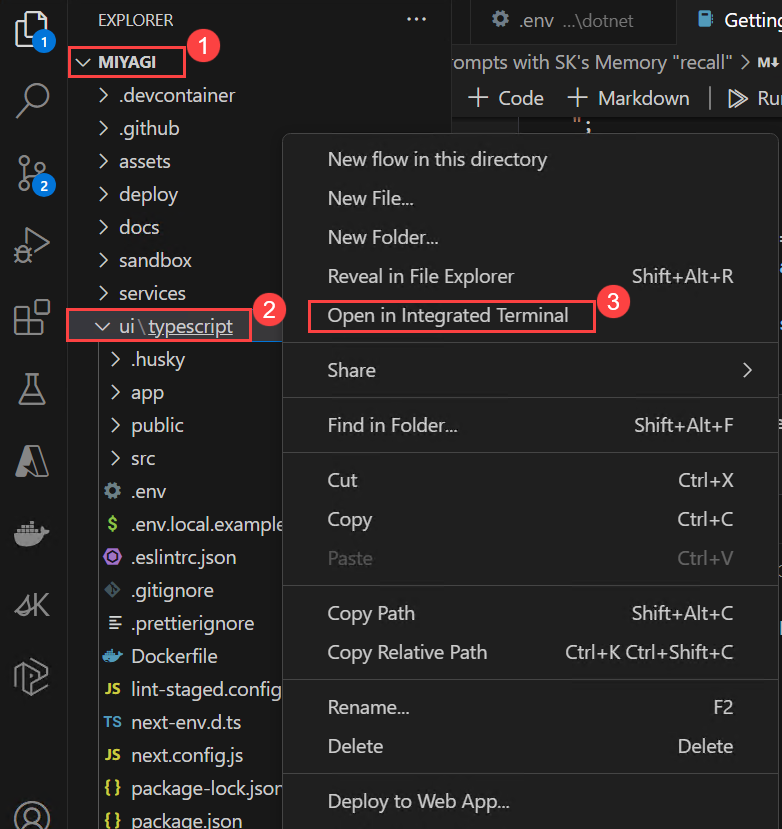 EXPLORER ...
.env ...\dotnet
Getting
1
MIYAGI
1
rompts with SK's Memory "recall" > M↓
+ Code + Markdown
";
.devcontainer
.github
assets
2
deploy
docs
sandbox
services
ui\typescript
2
.husky
app
public
src
.env
.env.local.example
.eslintrc.json
.gitignore
.prettierignore
Dockerfile
JS lint-staged.config
TS next-env.d.ts
JS next.config.js
{} package-lock.json
{} package.json
New flow in this directory
New File...
New Folder...
Reveal in File Explorer Shift+Alt+R
Open in Integrated Terminal
3
Share
Find in Folder... Shift+Alt+F
Cut Ctrl+X
Copy Ctrl+C
Paste Ctrl+V
Copy Path Shift+Alt+C
Copy Relative Path Ctrl+K Ctrl+Shift+C
Rename... F2
Delete Delete
Deploy to Web App...